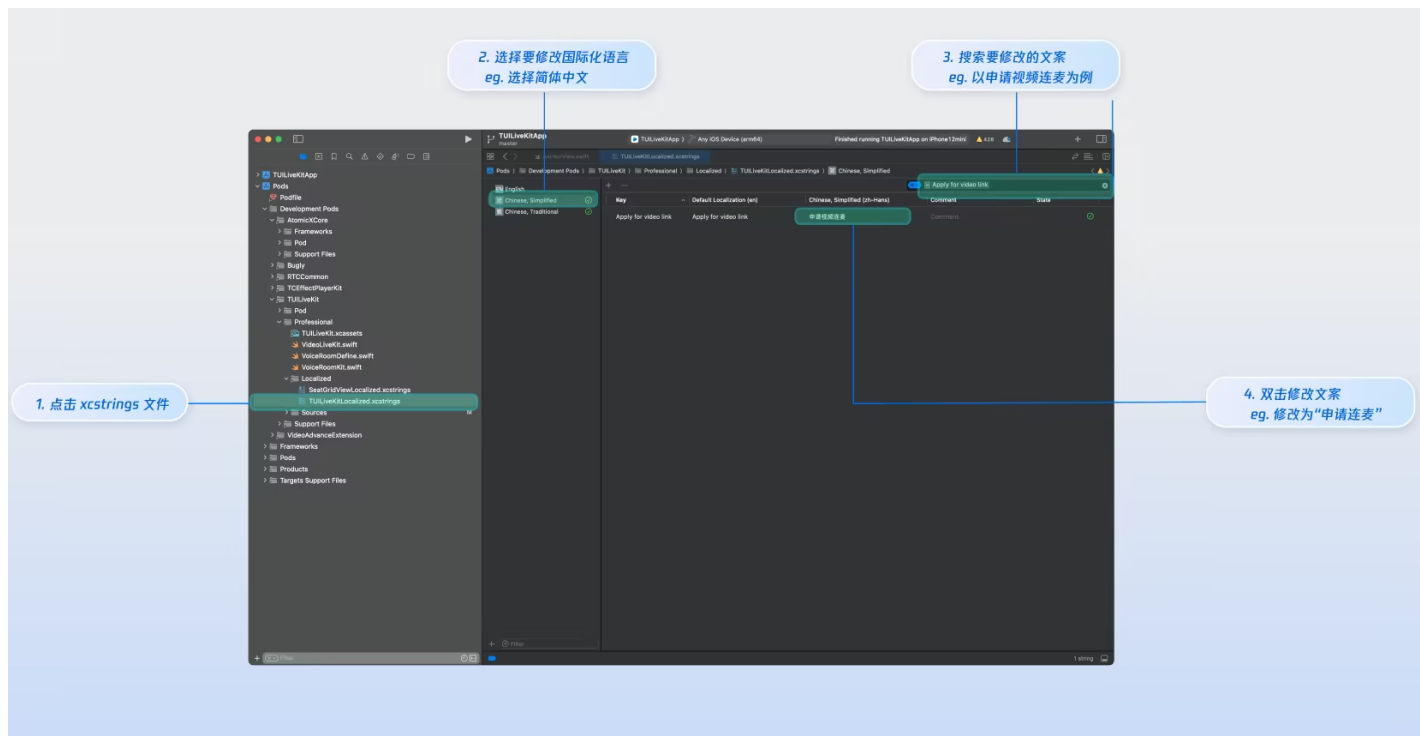 2. 选择要修改国际化语言
eg. 选择简体中文
3. 搜索要修改的文案
eg. 以申请视频连麦为例
TUILiveKitApp
master
TUILiveKitApp
Any iOS Device (arm64)
Finished running TUILiveKitApp on iPhone12mini
428
TUILiveKitLocalized.xcstrings
Pods
Development Pods
TUILiveKit
Professional
Localized
TUILiveKitLocalized.xcstrings
Chinese, Simplified
TUILiveKitApp
Pods
Podfile
Development Pods
AtomicXCore
Frameworks
Pod
Support Files
Bugly
RTCCommon
TCEffectPlayerKit
TUILiveKit
Pod
Professional
TUILiveKit.xcassets
VideoLiveKit.swift
VoiceRoomDefine.swift
VoiceRoomKit.swift
Localized
SeatGridViewLocalized.xcstrings
TUILiveKitLocalized.xcstrings
Sources
M
Support Files
VideoAdvanceExtension
Frameworks
Pods
Products
Targets Support Files
Filter
EN English
Chinese, Simplified
Chinese, Traditional
Filter
Apply for video link
Key
Default Localization (en)
Chinese, Simplified (zh-Hans)
Comment
State
Apply for video link
Apply for video link
申请视频连麦
Comment
1 string
1. 点击 xcstrings 文件
4. 双击修改文案
eg. 修改为“申请连麦”